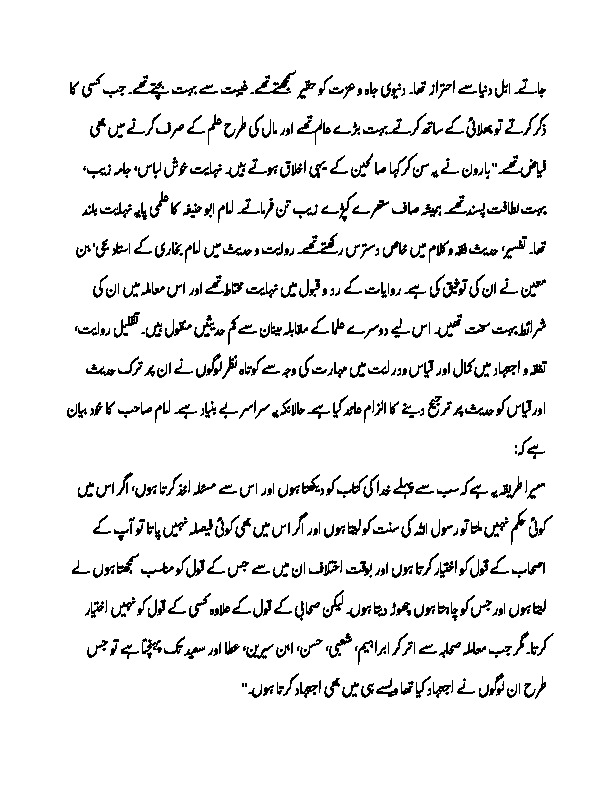 جاتے۔ اہل دنیا سے احتراز تھا۔ دنیوی جاہ و عزت کو حقیر سمجھتے تھے۔ غیبت سے بہت بچتے تھے۔ جب کسی کا
ذکر کرتے تو بھلائی کے ساتھ کرتے۔ بہت بڑے عالم تھے اور مال کی طرح علم کے صرف کرنے میں بھی
فیاض تھے۔" ہارون نے یہ سن کر کہا صالحین کے یہی اخلاق ہوتے ہیں۔ نہایت خوش لباس، جامہ زیب،
بہت لطافت پسند تھے۔ ہمیشہ صاف ستھرے کپڑے زیب تن فرماتے۔ امام ابو حنیفہ کا علمی پایہ نہایت بلند
تھا۔ تفسیر، حدیث فقہ و کلام میں خاص دسترس رکھتے تھے۔ روایت و حدیث میں امام بخاری کے استاد یحی' بن
معین نے ان کی توثیق کی ہے۔ روایات کے رد و قبول میں نہایت محتاط تھے اور اس معاملہ میں ان کی
شرائط بہت سخت تھیں۔ اس لیے دوسرے علما کے مقابلہ میںان سے کم حدیثیں منقول ہیں۔ تقلیل روایت،
تفقہ و اجتہاد میں کمال اور قیاس ودرایت میں مہارت کی وجہ سے کوتاہ نظر لوگوں نے ان پر ترک حدیث
اور قیاس کو حدیث پر ترجیح دینے کا الزام عائد کیا ہے۔ حالانکہ یہ سراسر بے بنیاد ہے۔ امام صاحب کا خود بیان
ہے کہ:
"میرا طریقہ یہ ہے کہ سب سے پہلے خدا کی کتاب کو دیکھتا ہوں اور اس سے مسئلہ اخذ کرتا ہوں، اگر اس میں
کوئی حکم نہیں ملتا تو رسول اللہ کی سنت کو لیتا ہوں اور اگر اس میں بھی کوئی فیصلہ نہیں پاتا تو آپ کے
اصحاب کے قول کو اختیار کرتا ہوں اور بوقت اختلاف ان میں سے جس کے قول کو مناسب سمجھتا ہوں لے
لیتا ہوں اور جس کو چاہتا ہوں چھوڑ دیتا ہوں۔ لیکن صحابی کے قول کے علاوہ کسی کے قول کو نہیں اختیار
کرتا۔ مگر جب معاملہ صحابہ سے اتر کر ابراہیم، شعبی، حسن، ابن سیرین، عطا اور سعید تک پہنچتا ہے تو جس
طرح ان لوگوں نے اجتہاد کیا تھا ویسے ہی میں بھی اجتہاد کرتا ہوں۔"